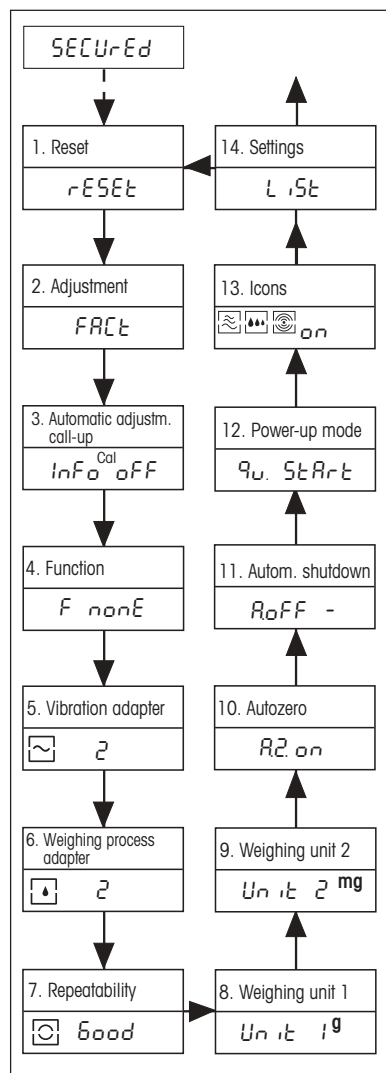 SECUrEd
1. Reset
rESEt
2. Adjustment
FACt
3. Automatic adjustm.
call-up
InFo Cal oFF
4. Function
F nonE
5. Vibration adapter
2
6. Weighing process
adapter
2
7. Repeatability
Good
8. Weighing unit 1
Unit 1 g
9. Weighing unit 2
Unit 2 mg
10. Autozero
A.Z. on
11. Autom. shutdown
A.oFF -
12. Power-up mode
qu. StArt
13. Icons
on
14. Settings
LiSt